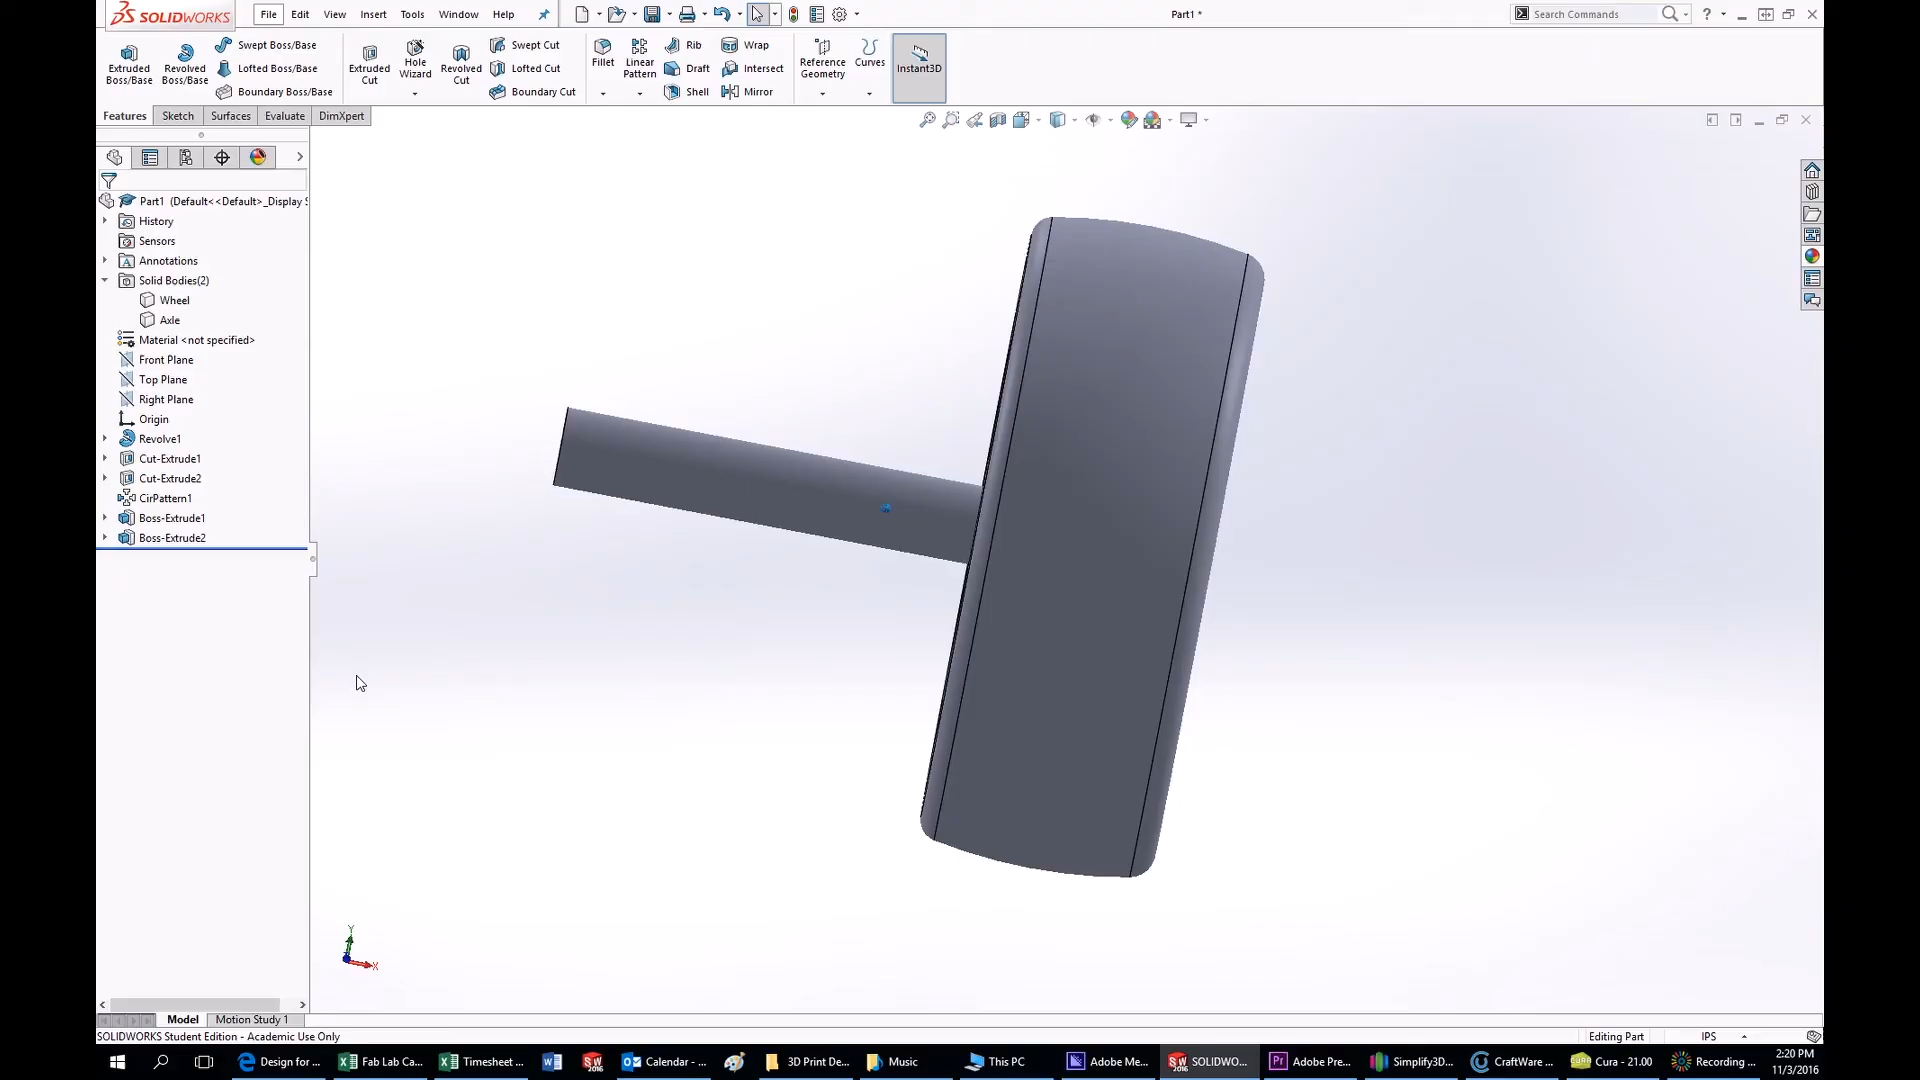 SOLIDWORKS File Edit View Insert Tools Window Help Part1 * Search Commands
Extruded Boss/Base
Revolved Boss/Base
Swept Boss/Base
Lofted Boss/Base
Boundary Boss/Base
Extruded Cut
Hole Wizard
Revolved Cut
Swept Cut
Lofted Cut
Boundary Cut
Fillet
Linear Pattern
Rib
Draft
Shell
Wrap
Intersect
Mirror
Reference Geometry
Curves
Instant3D
Features Sketch Surfaces Evaluate DimXpert
Part1 (Default<<Default>_Display S
History
Sensors
Annotations
Solid Bodies(2)
Wheel
Axle
Material <not specified>
Front Plane
Top Plane
Right Plane
Origin
Revolve1
Cut-Extrude1
Cut-Extrude2
CirPattern1
Boss-Extrude1
Boss-Extrude2
Y
X
Model Motion Study 1
SOLIDWORKS Student Edition - Academic Use Only Editing Part IPS
Design for ... Fab Lab Ca... Timesheet ... Calendar - ... 3D Print De... Music This PC Adobe Me... SOLIDWO... Adobe Pre... Simplify3D... CraftWare ... Cura - 21.00 Recording ... 2:20 PM
11/3/2016